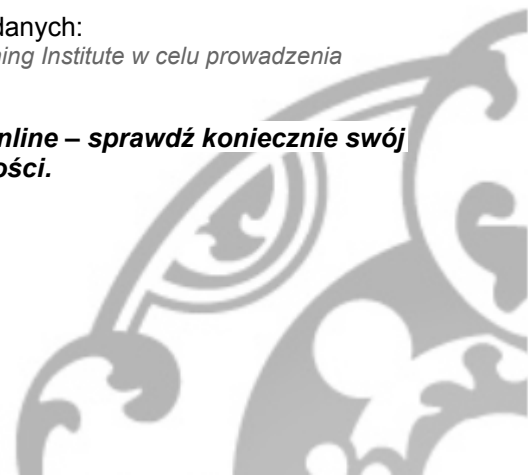 danych:
ning Institute w celu prowadzenia
nline – sprawdź koniecznie swój
ości.